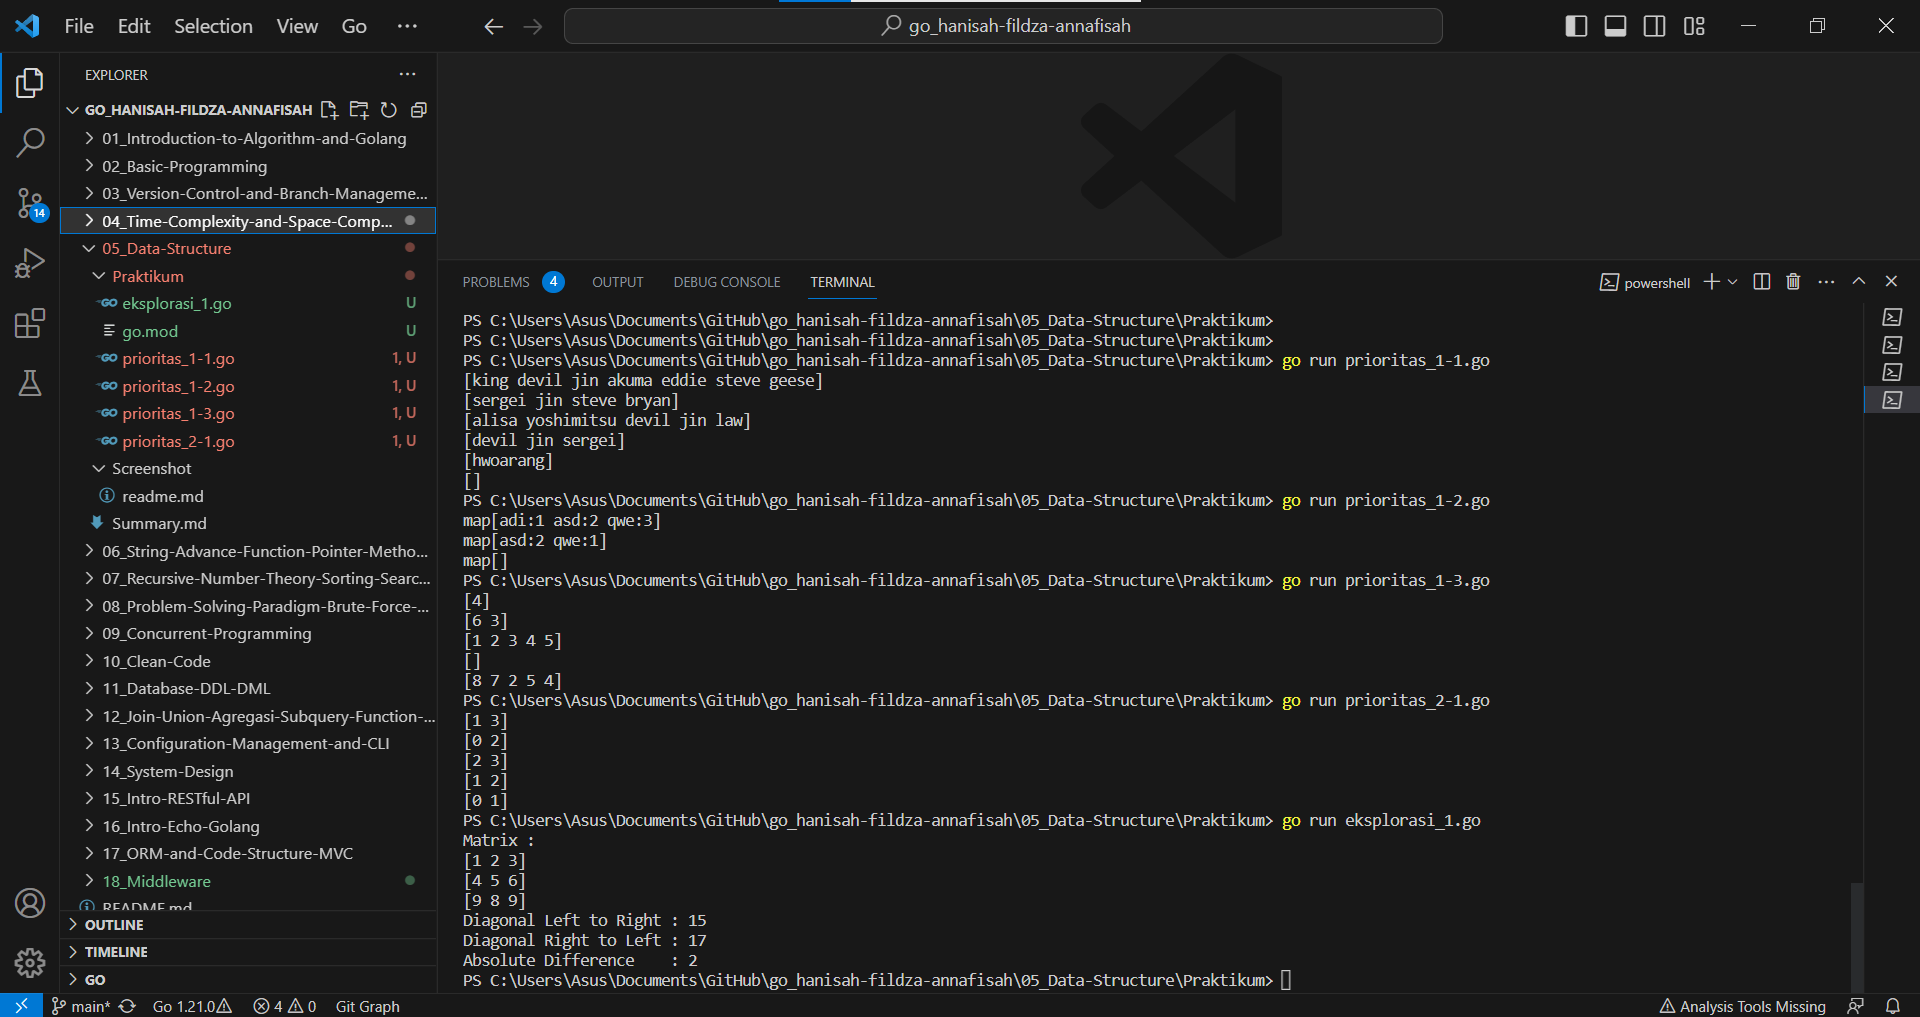 File Edit Selection View Go ···
go_hanisah-fildza-annafisah
EXPLORER
GO_HANISAH-FILDZA-ANNAFISAH
01_Introduction-to-Algorithm-and-Golang
02_Basic-Programming
03_Version-Control-and-Branch-Manageme...
04_Time-Complexity-and-Space-Comp...
05_Data-Structure
Praktikum
eksplorasi_1.go U
go.mod U
prioritas_1-1.go 1, U
prioritas_1-2.go 1, U
prioritas_1-3.go 1, U
prioritas_2-1.go 1, U
Screenshot
readme.md
Summary.md
06_String-Advance-Function-Pointer-Metho...
07_Recursive-Number-Theory-Sorting-Searc...
08_Problem-Solving-Paradigm-Brute-Force-...
09_Concurrent-Programming
10_Clean-Code
11_Database-DDL-DML
12_Join-Union-Agregasi-Subquery-Function-...
13_Configuration-Management-and-CLI
14_System-Design
15_Intro-RESTful-API
16_Intro-Echo-Golang
17_ORM-and-Code-Structure-MVC
18_Middleware
README.md
OUTLINE
TIMELINE
GO
14
PROBLEMS 4 OUTPUT DEBUG CONSOLE TERMINAL
powershell
PS C:\Users\Asus\Documents\GitHub\go_hanisah-fildza-annafisah\05_Data-Structure\Praktikum>
PS C:\Users\Asus\Documents\GitHub\go_hanisah-fildza-annafisah\05_Data-Structure\Praktikum>
PS C:\Users\Asus\Documents\GitHub\go_hanisah-fildza-annafisah\05_Data-Structure\Praktikum> go run prioritas_1-1.go
[king devil jin akuma eddie steve geese]
[sergei jin steve bryan]
[alisa yoshimitsu devil jin law]
[devil jin sergei]
[hwoarang]
[]
PS C:\Users\Asus\Documents\GitHub\go_hanisah-fildza-annafisah\05_Data-Structure\Praktikum> go run prioritas_1-2.go
map[adi:1 asd:2 qwe:3]
map[asd:2 qwe:1]
map[]
PS C:\Users\Asus\Documents\GitHub\go_hanisah-fildza-annafisah\05_Data-Structure\Praktikum> go run prioritas_1-3.go
[4]
[6 3]
[1 2 3 4 5]
[]
[8 7 2 5 4]
PS C:\Users\Asus\Documents\GitHub\go_hanisah-fildza-annafisah\05_Data-Structure\Praktikum> go run prioritas_2-1.go
[1 3]
[0 2]
[2 3]
[1 2]
[0 1]
PS C:\Users\Asus\Documents\GitHub\go_hanisah-fildza-annafisah\05_Data-Structure\Praktikum> go run eksplorasi_1.go
Matrix :
[1 2 3]
[4 5 6]
[9 8 9]
Diagonal Left to Right : 15
Diagonal Right to Left : 17
Absolute Difference    : 2
PS C:\Users\Asus\Documents\GitHub\go_hanisah-fildza-annafisah\05_Data-Structure\Praktikum>
main* Go 1.21.0 4 0 Git Graph Analysis Tools Missing